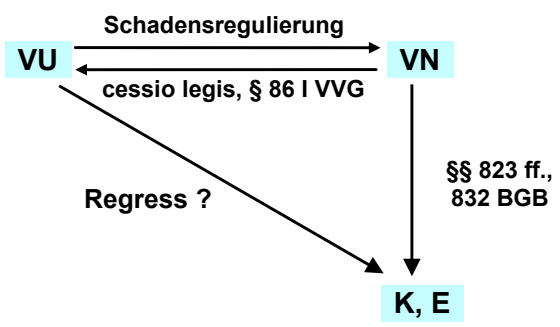 Schadensregulierung
VU
VN
cessio legis, § 86 I VVG
§§ 823 ff.,
832 BGB
Regress ?
K, E